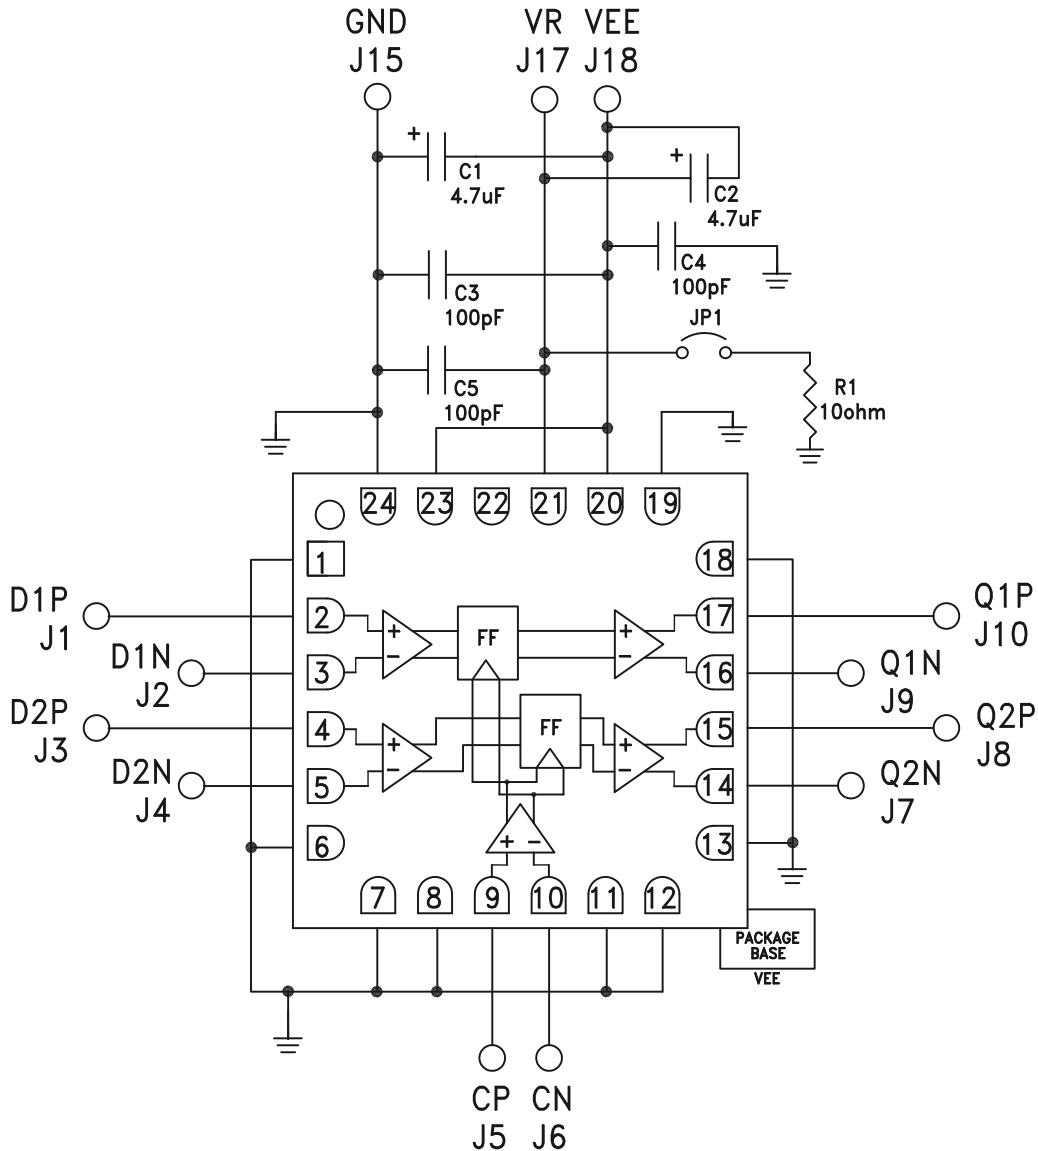 GND VR VEE
J15 J17 J18
+
C1
4.7uF
+
C2
4.7uF
C4
100pF
C3
100pF
JP1
C5
100pF
R1
10ohm
24 23 22 21 20 19
1 18
D1P 2 17 Q1P
J1 + FF + J10
D1N 3 - - 16 Q1N
J2 J9
D2P 4 FF 15 Q2P
J3 + + J8
D2N 5 - - 14 Q2N
J4 J7
6 + - 13
7 8 9 10 11 12
PACKAGE
BASE
VEE
CP CN
J5 J6